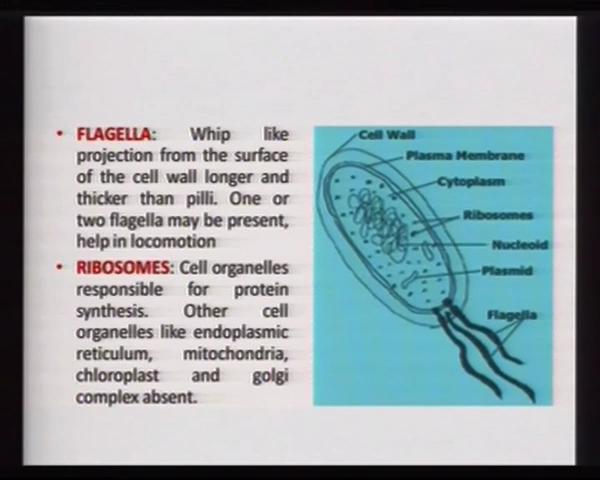 • FLAGELLA: Whip like
projection from the surface
of the cell wall longer and
thicker than pilli. One or
two flagella may be present,
help in locomotion
• RIBOSOMES: Cell organelles
responsible for protein
synthesis. Other cell
organelles like endoplasmic
reticulum, mitochondria,
chloroplast and golgi
complex absent.
Cell Wall
Plasma Membrane
Cytoplasm
Ribosomes
Nucleoid
Plasmid
Flagella